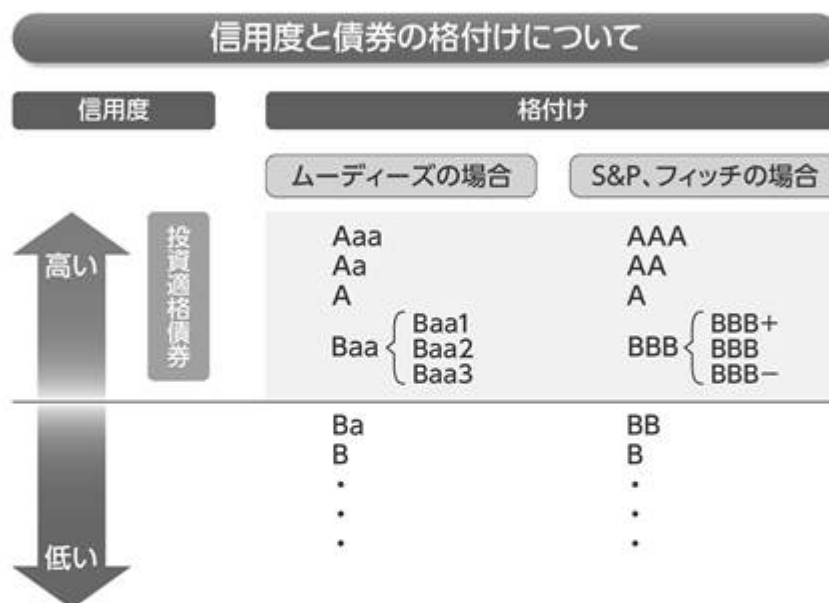 信用度と債券の格付けについて
信用度
格付け
ムーディーズの場合
S&P、フィッチの場合
高い
投資適格債券
Aaa
AAA
Aa
AA
A
A
Baa
Baa1
Baa2
Baa3
BBB
BBB+
BBB
BBB−
Ba
BB
B
B
・
・
・
・
・
・
低い